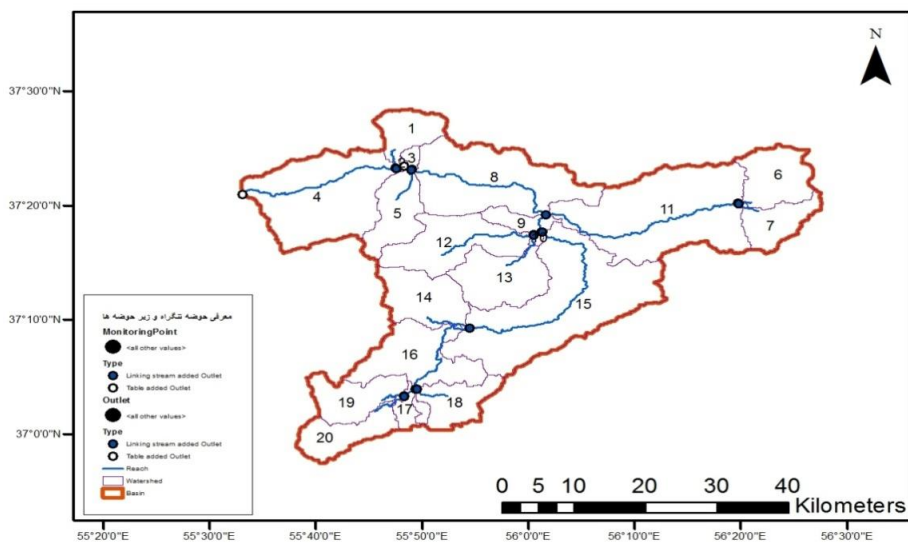 N
37°30'0"N
37°20'0"N
37°10'0"N
37°0'0"N
1
3
8
6
4
11
5
9
7
12
13
14
15
16
19
17
18
20
معرفی حوضه تنگراه و زیر حوضه ها
MonitoringPoint
<all other values>
Type
Linking stream added Outlet
Table added Outlet
Outlet
<all other values>
Type
Linking stream added Outlet
Table added Outlet
Reach
Watershed
Basin
0 5 10 20 30 40
Kilometers
55°20'0"E 55°30'0"E 55°40'0"E 55°50'0"E 56°0'0"E 56°10'0"E 56°20'0"E 56°30'0"E